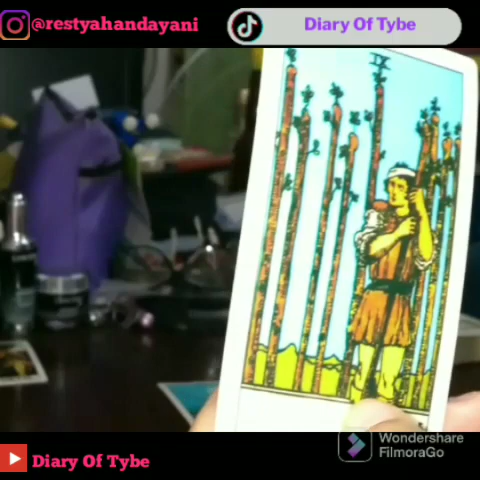 @restyahandayani
Diary Of Tybe
IX
Diary Of Tybe
Wondershare
FilmoraGo